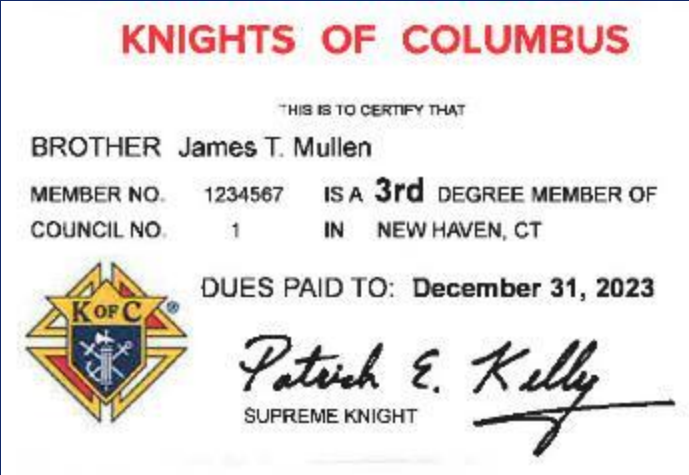 KNIGHTS OF COLUMBUS
THIS IS TO CERTIFY THAT
BROTHER James T. Mullen
MEMBER NO. 1234567 IS A 3rd DEGREE MEMBER OF
COUNCIL NO. 1 IN NEW HAVEN, CT
DUES PAID TO: December 31, 2023
K OF C ®
Patrick E. Kelly
SUPREME KNIGHT